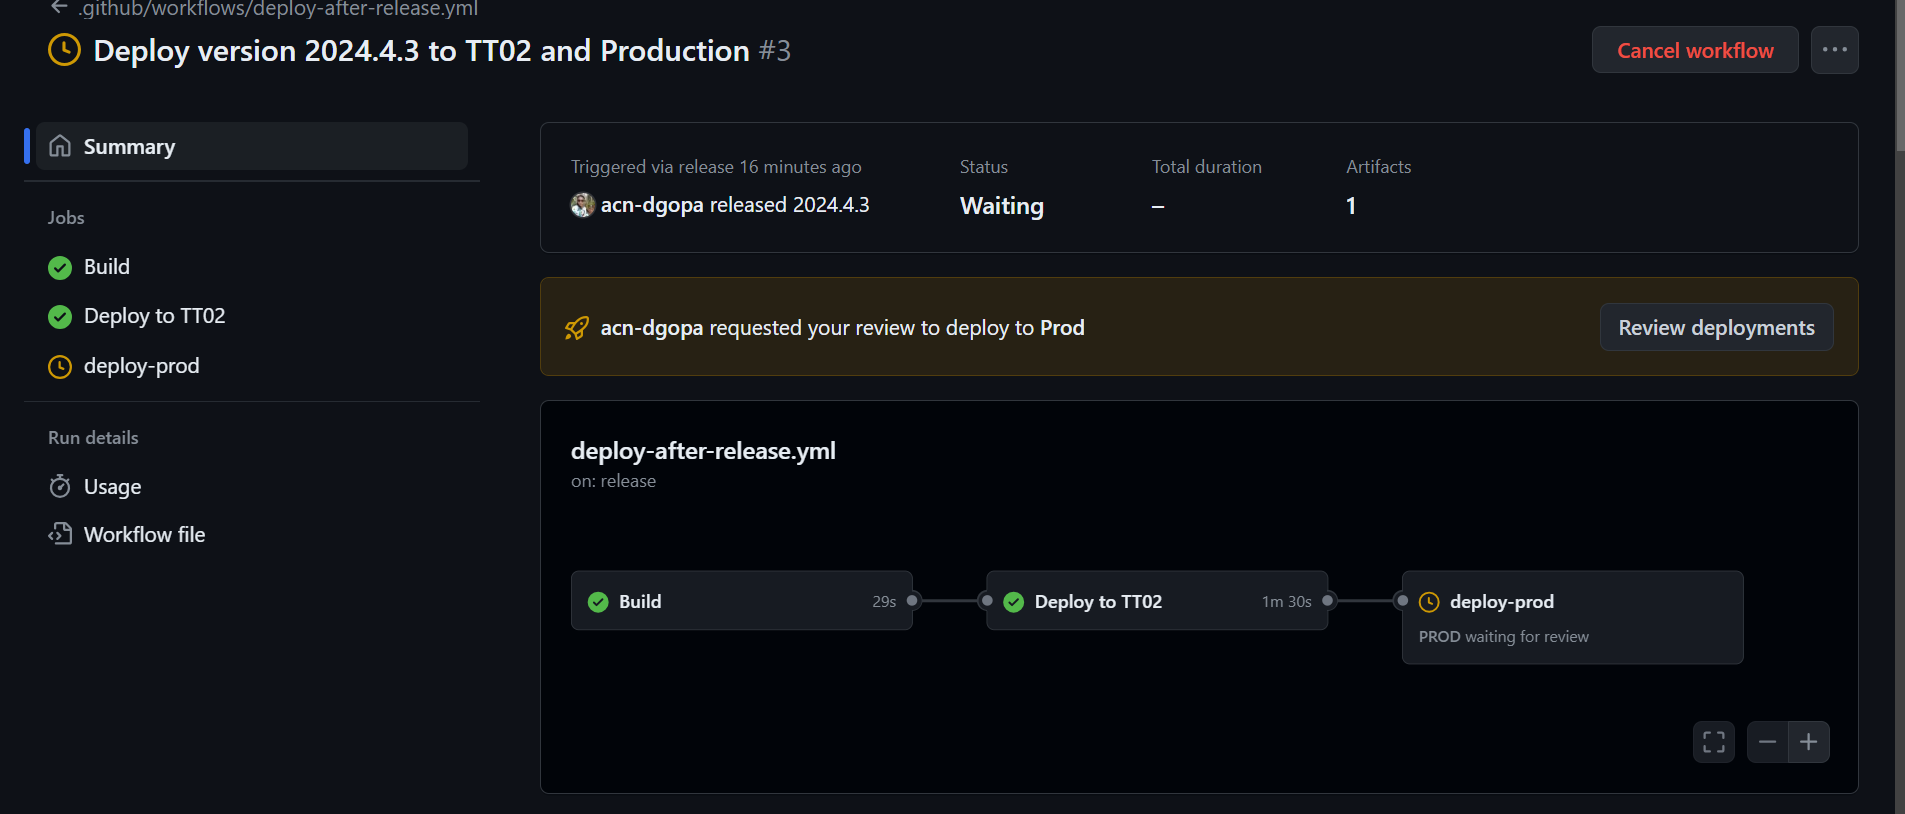 .github/workflows/deploy-after-release.yml
Deploy version 2024.4.3 to TT02 and Production #3
Cancel workflow
Summary
Jobs
Build
Deploy to TT02
deploy-prod
Run details
Usage
Workflow file
Triggered via release 16 minutes ago
acn-dgopa released 2024.4.3
Status
Waiting
Total duration
–
Artifacts
1
acn-dgopa requested your review to deploy to Prod
Review deployments
deploy-after-release.yml
on: release
Build 29s
Deploy to TT02 1m 30s
deploy-prod
PROD waiting for review